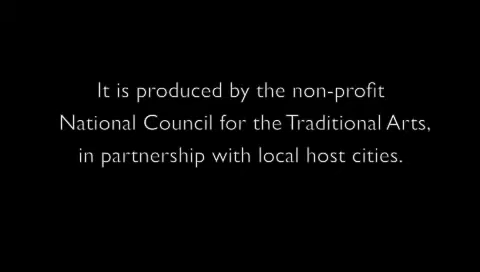 It is produced by the non-profit
National Council for the Traditional Arts,
in partnership with local host cities.